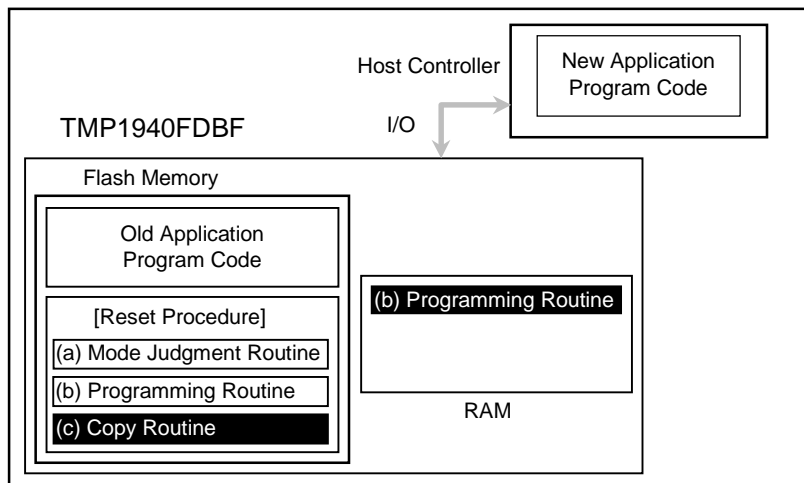 Host Controller
New Application
Program Code
I/O
TMP1940FDBF
Flash Memory
Old Application
Program Code
[Reset Procedure]
(a) Mode Judgment Routine
(b) Programming Routine
(c) Copy Routine
(b) Programming Routine
RAM